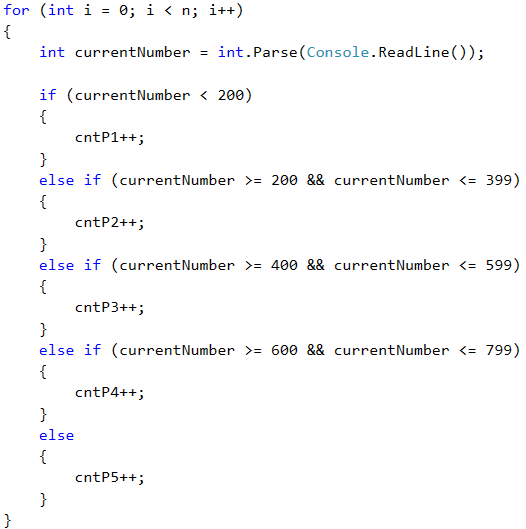 for (int i = 0; i < n; i++)
{
    int currentNumber = int.Parse(Console.ReadLine());

    if (currentNumber < 200)
    {
        cntP1++;
    }
    else if (currentNumber >= 200 && currentNumber <= 399)
    {
        cntP2++;
    }
    else if (currentNumber >= 400 && currentNumber <= 599)
    {
        cntP3++;
    }
    else if (currentNumber >= 600 && currentNumber <= 799)
    {
        cntP4++;
    }
    else
    {
        cntP5++;
    }
}